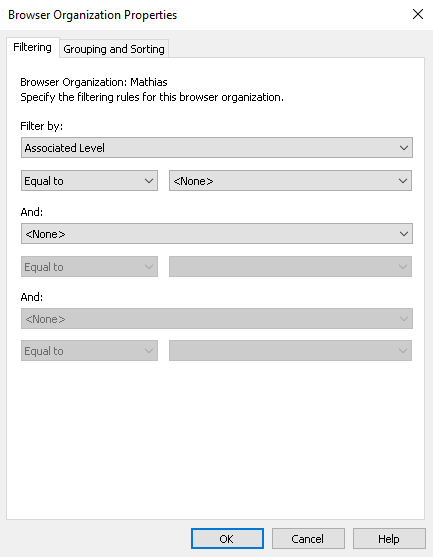 Browser Organization Properties
Filtering
Grouping and Sorting
Browser Organization: Mathias
Specify the filtering rules for this browser organization.
Filter by:
Associated Level
Equal to
<None>
And:
<None>
Equal to
And:
<None>
Equal to
OK
Cancel
Help